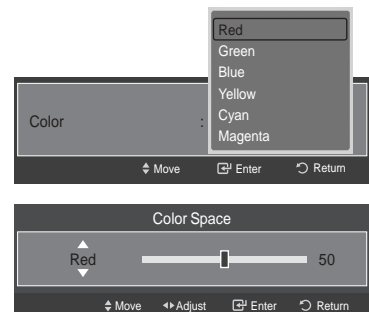 Red
Green
Blue
Yellow
Cyan
Magenta
Color :
Move Enter Return
Color Space
Red 50
Move Adjust Enter Return